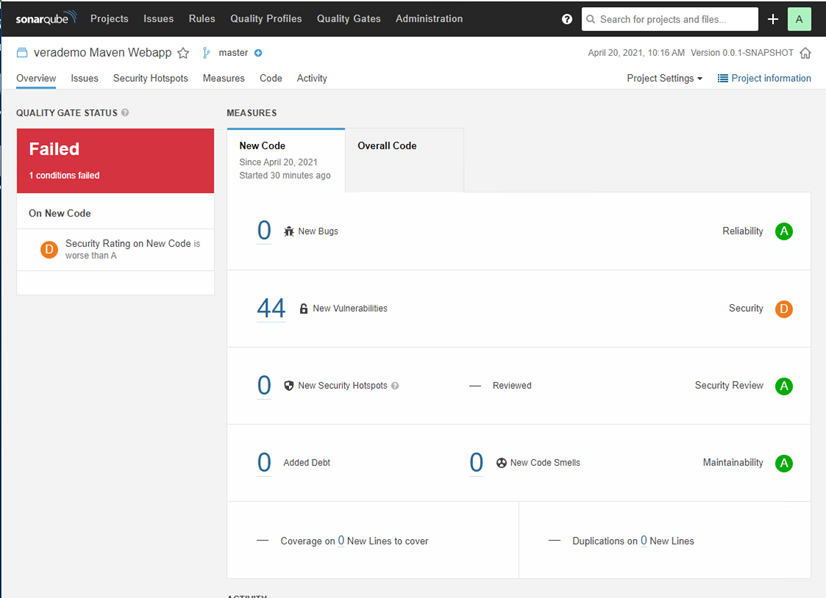 sonarqube Projects Issues Rules Quality Profiles Quality Gates Administration ? Search for projects and files... + A
verademo Maven Webapp master April 20, 2021, 10:16 AM Version 0.0.1-SNAPSHOT
Overview Issues Security Hotspots Measures Code Activity Project Settings Project information
QUALITY GATE STATUS ?
Failed
1 conditions failed
On New Code
D Security Rating on New Code is
worse than A
MEASURES
New Code
Since April 20, 2021
Started 30 minutes ago
Overall Code
0 New Bugs Reliability A
44 New Vulnerabilities Security D
0 New Security Hotspots ? — Reviewed Security Review A
0 Added Debt 0 New Code Smells Maintainability A
— Coverage on 0 New Lines to cover — Duplications on 0 New Lines
ACTIVITY